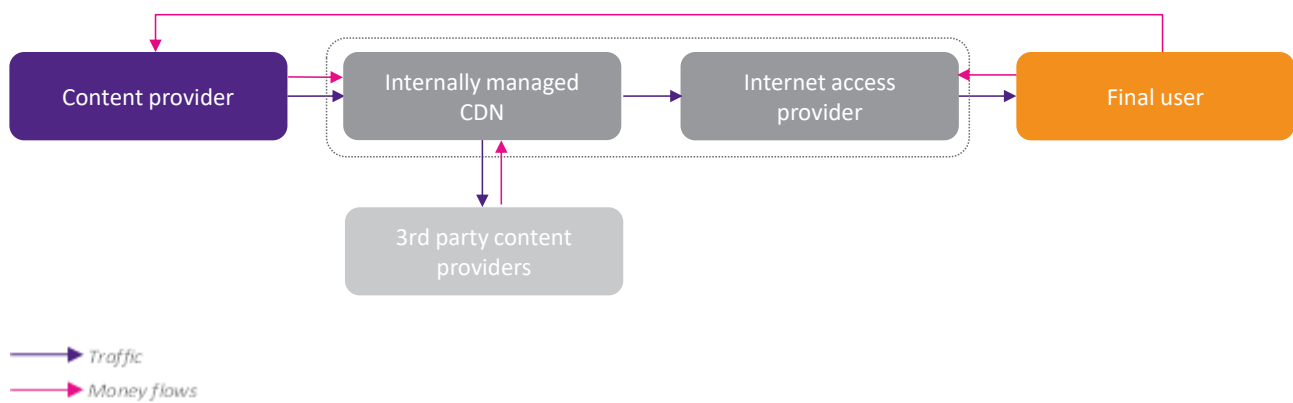 Content provider
Internally managed
CDN
Internet access
provider
Final user
3rd party content
providers
Traffic
Money flows